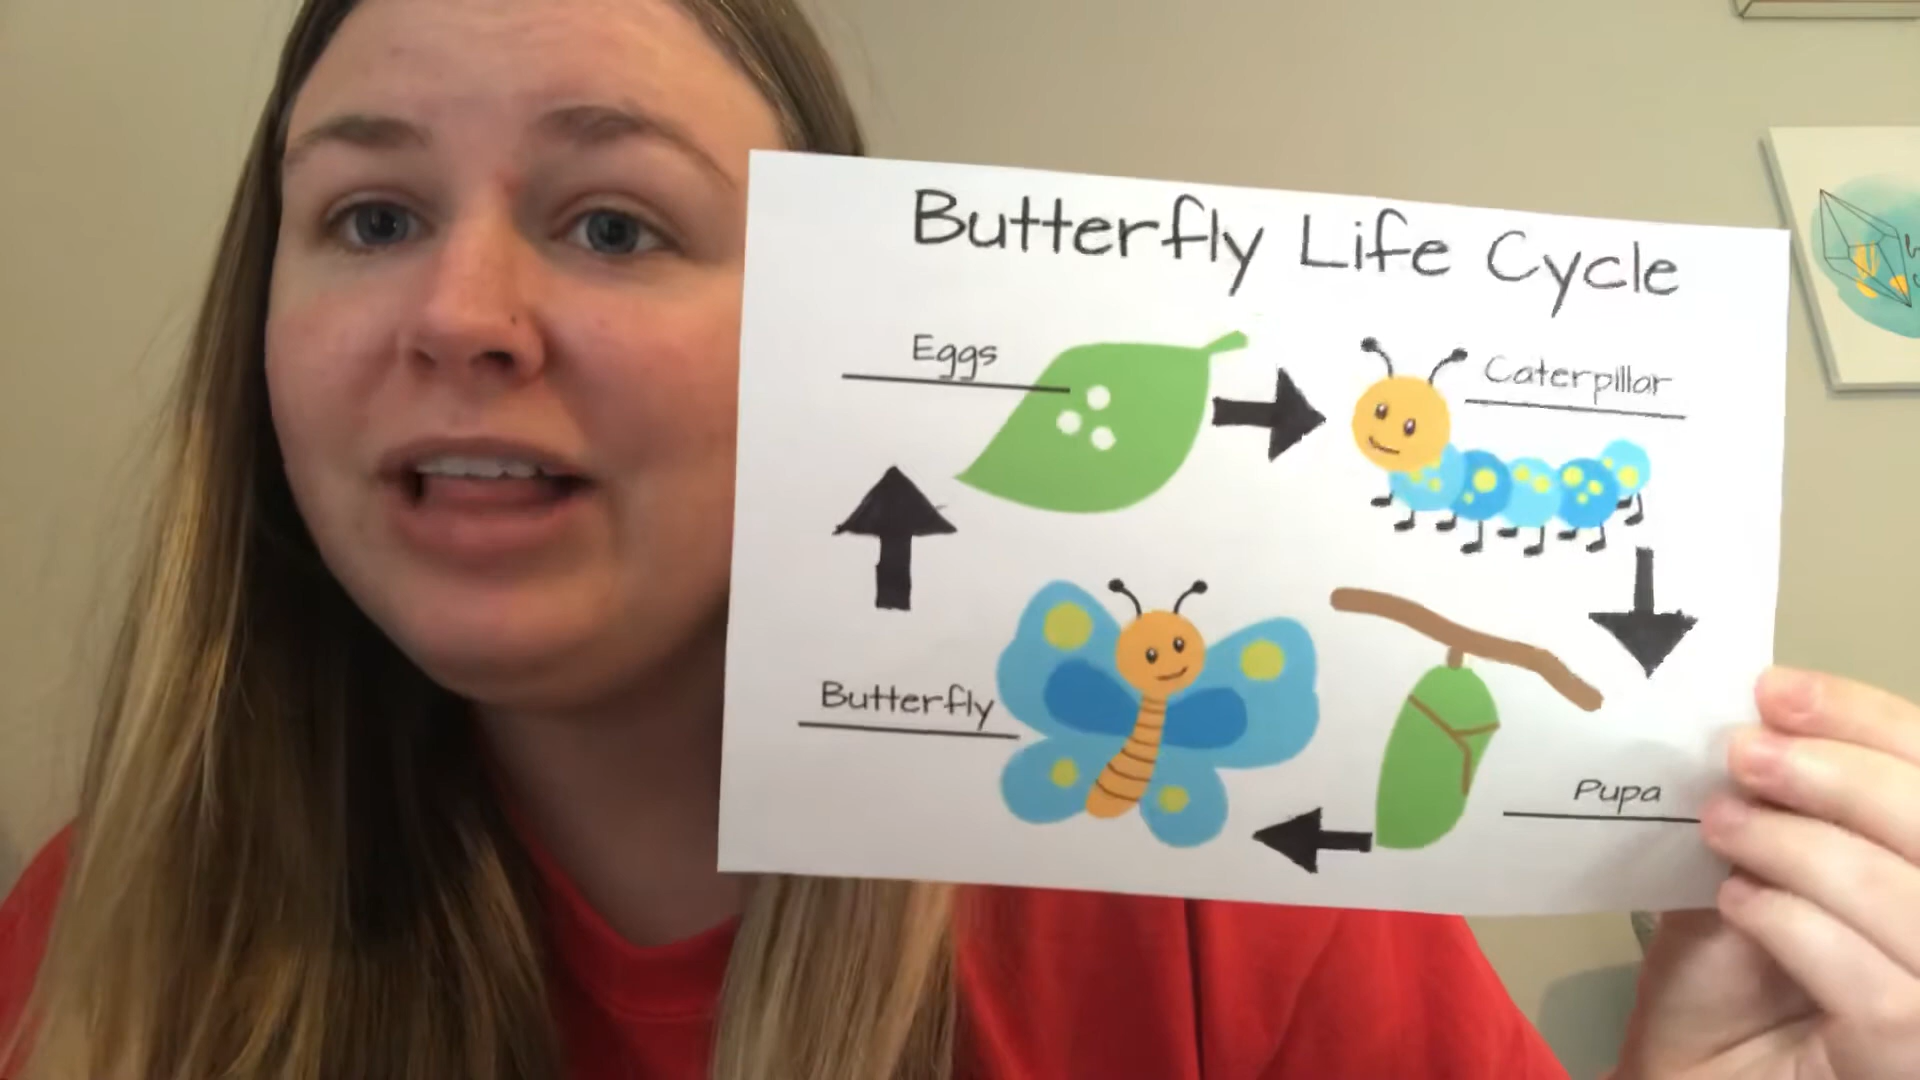 Butterfly Life Cycle
Eggs
Caterpillar
Butterfly
Pupa